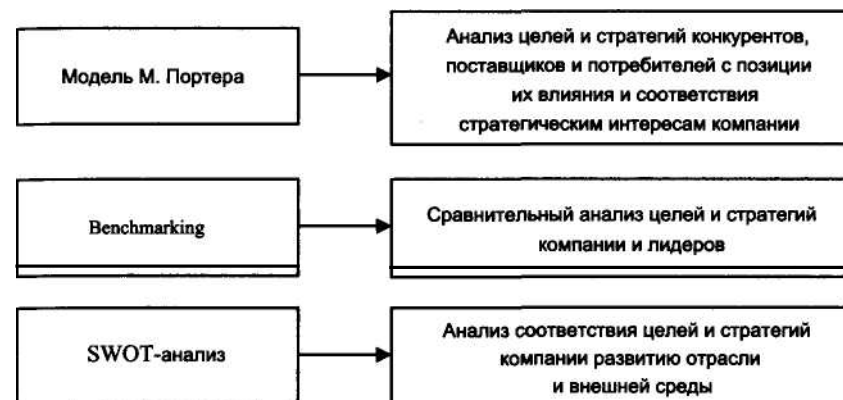 Модель М. Портера
Анализ целей и стратегий конкурентов,
поставщиков и потребителей с позиции
их влияния и соответствия
стратегическим интересам компании
Benchmarking
Сравнительный анализ целей и стратегий
компании и лидеров
SWOT-анализ
Анализ соответствия целей и стратегий
компании развитию отрасли
и внешней среды